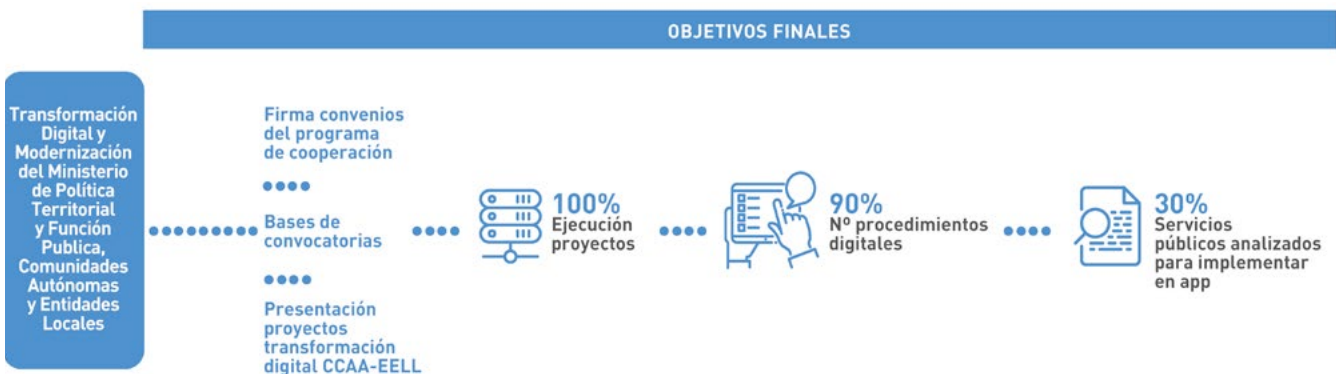 OBJETIVOS FINALES
Transformación
Digital y
Modernización
del Ministerio
de Política
Territorial
y Función
Publica,
Comunidades
Autónomas
y Entidades
Locales
Firma convenios
del programa
de cooperación
Bases de
convocatorias
Presentación
proyectos
transformación
digital CCAA-EELL
100%
Ejecución
proyectos
90%
Nº procedimientos
digitales
30%
Servicios
públicos analizados
para implementar
en app